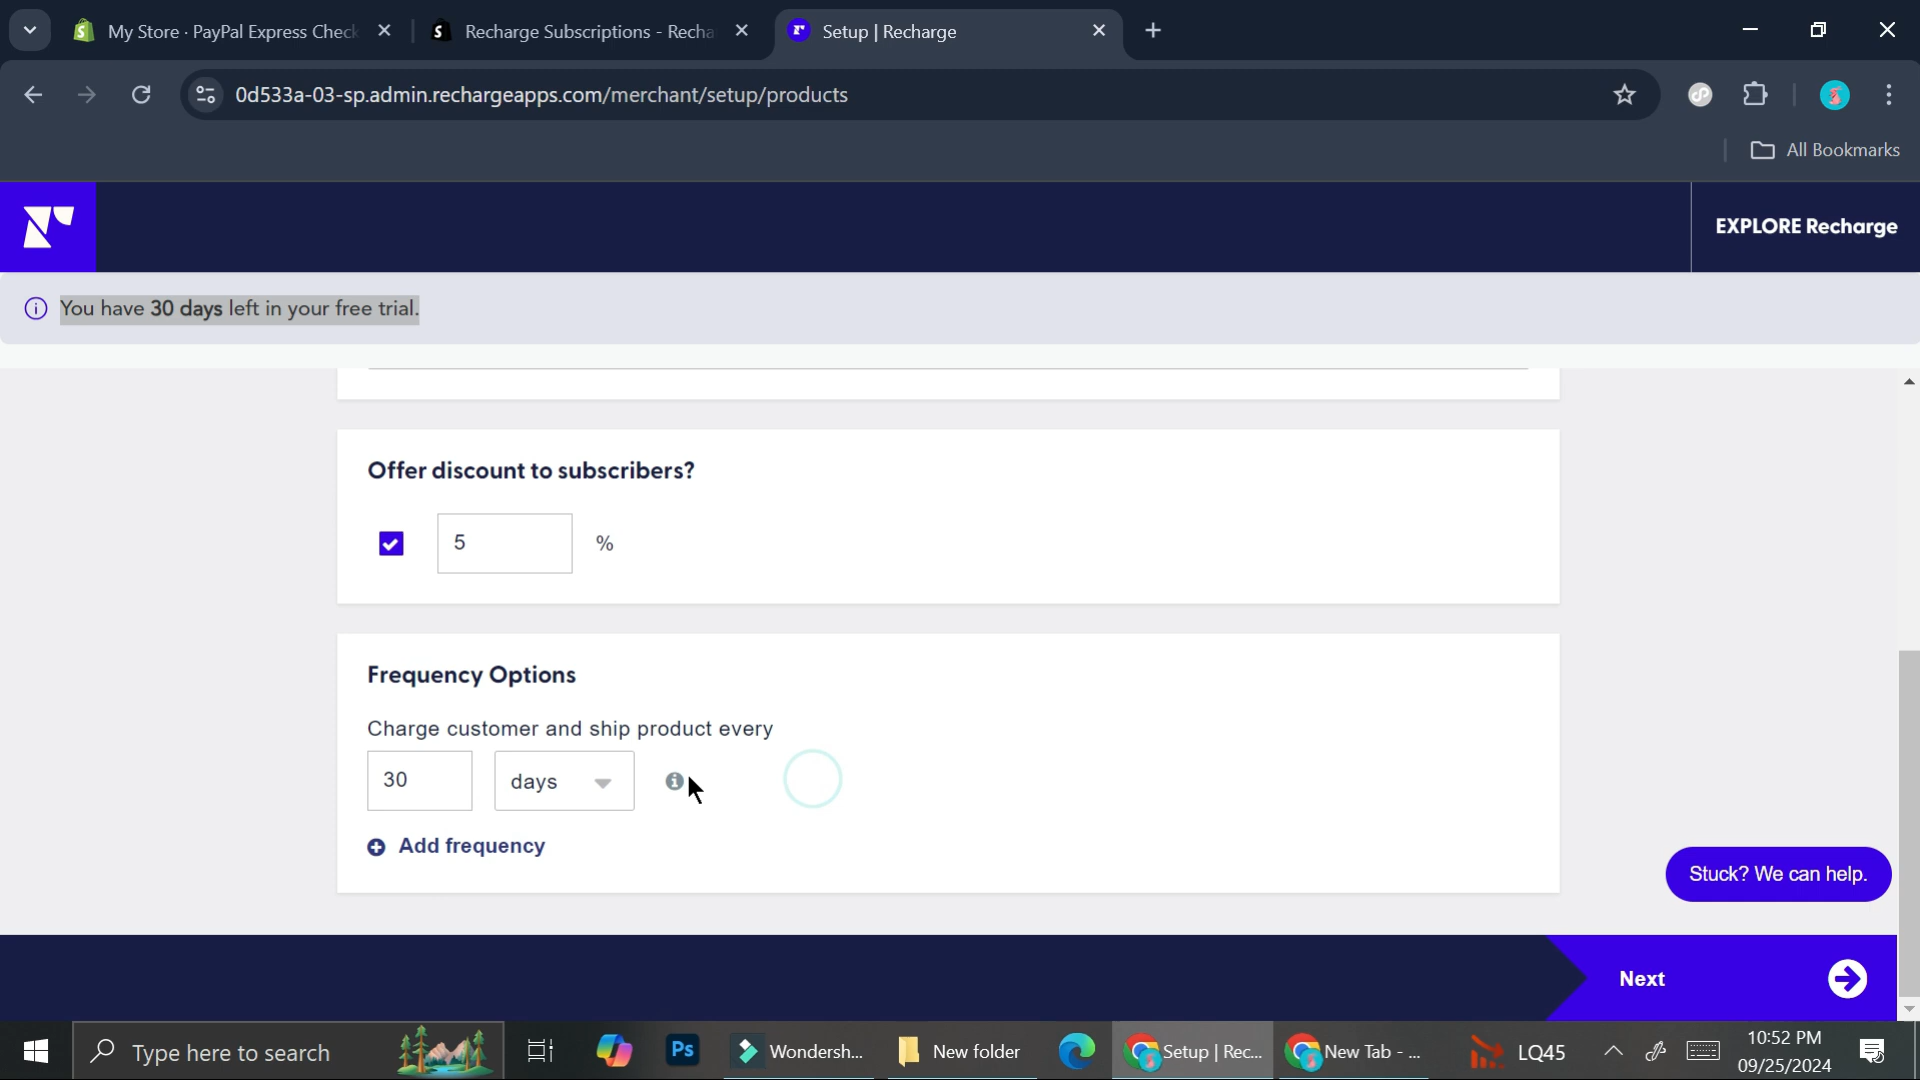 My Store · PayPal Express Check
Recharge Subscriptions - Recha
Setup | Recharge
0d533a-03-sp.admin.rechargeapps.com/merchant/setup/products
All Bookmarks
EXPLORE Recharge
You have 30 days left in your free trial.
Offer discount to subscribers?
5 %
Frequency Options
Charge customer and ship product every
30 days
Add frequency
Stuck? We can help.
Next
Type here to search
Ps
Wondersh...
New folder
Setup | Rec...
New Tab - ...
LQ45
10:52 PM
09/25/2024